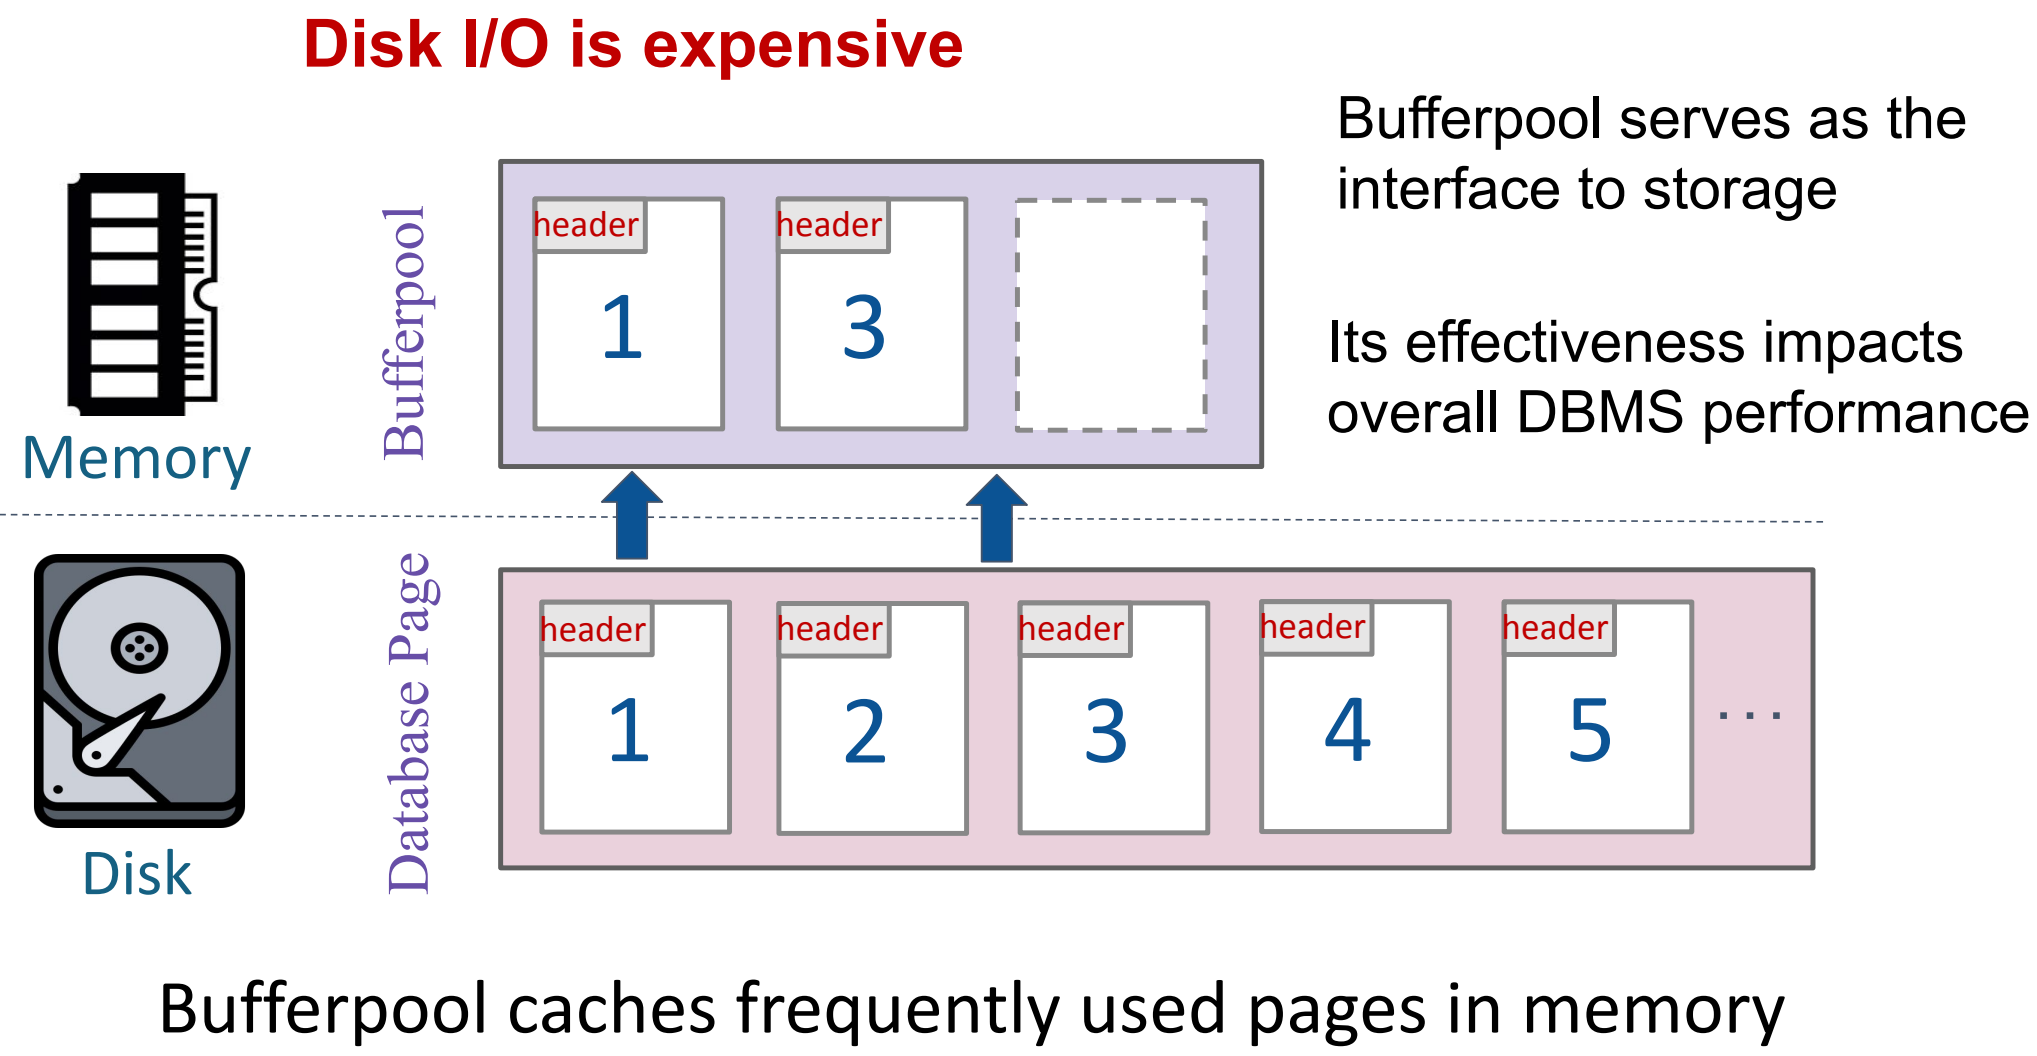 Disk I/O is expensive
Bufferpool serves as the
interface to storage
Its effectiveness impacts
overall DBMS performance
Memory
Bufferpool
header
1
header
3
Disk
Database Page
header
1
header
2
header
3
header
4
header
5
...
Bufferpool caches frequently used pages in memory